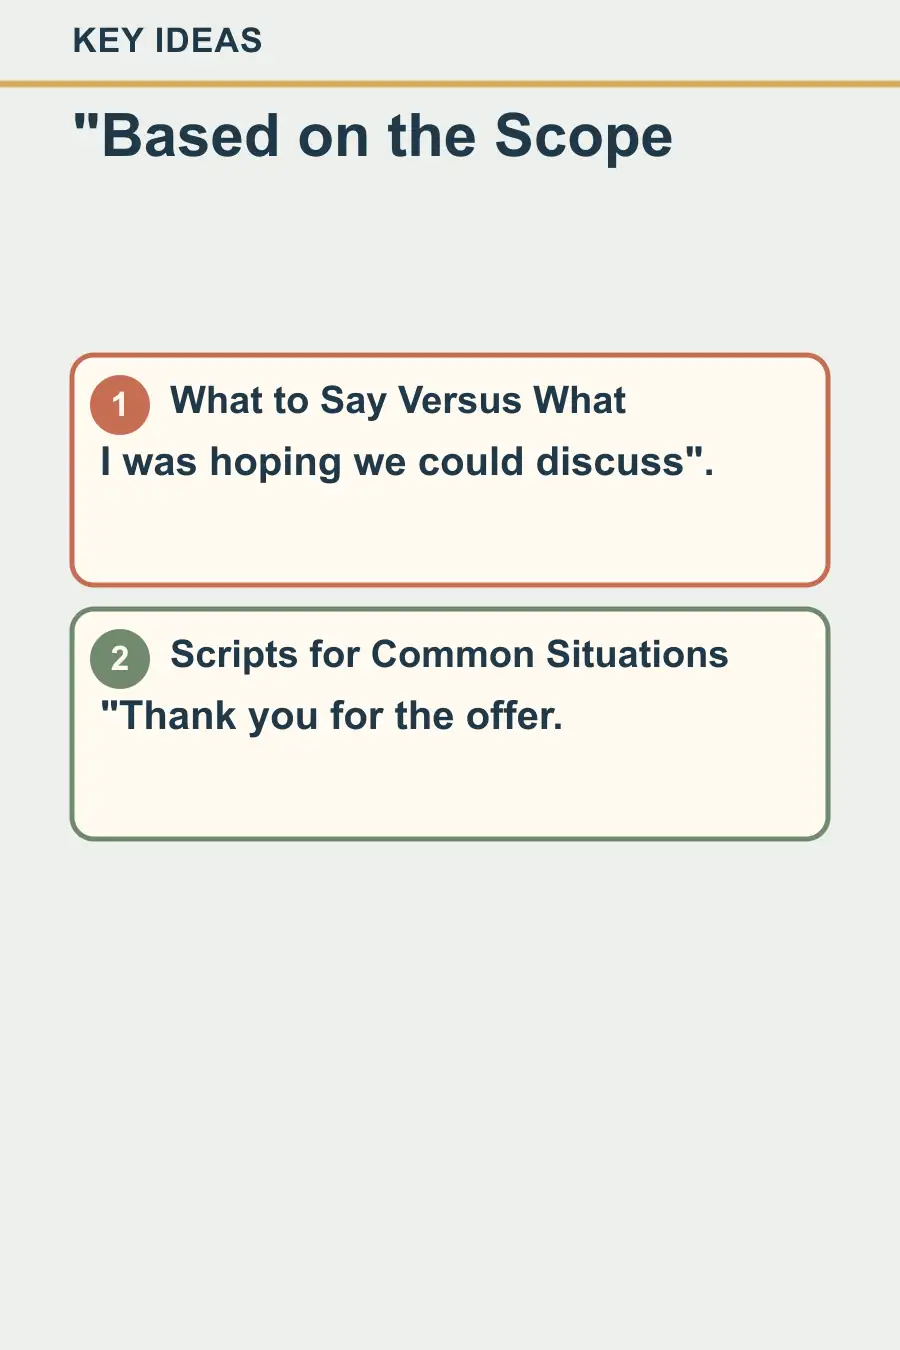 KEY IDEAS
"Based on the Scope
1 What to Say Versus What
I was hoping we could discuss".
2 Scripts for Common Situations
"Thank you for the offer.